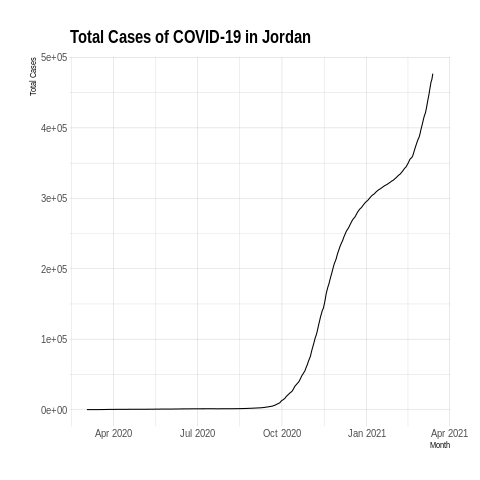 Total Cases of COVID-19 in Jordan
Total Cases
5e+05
4e+05
3e+05
2e+05
1e+05
0e+00
Apr 2020 Jul 2020 Oct 2020 Jan 2021 Apr 2021
Month